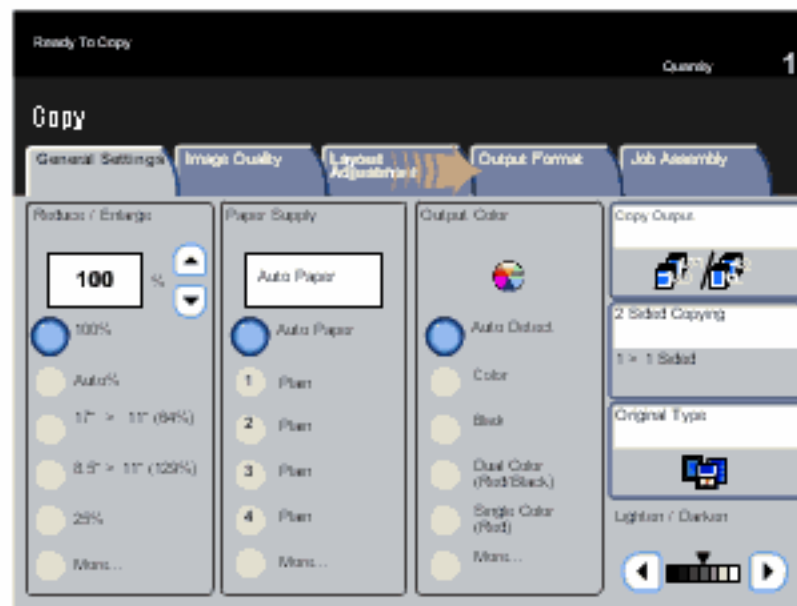 Ready To Copy
Quantity 1
Copy
General Settings
Image Quality
Layout
Adjustment
Output Format
Job Assembly
Reduce / Enlarge
100 %
100%
Auto%
17" > 11" (64%)
8.5" > 11" (129%)
25%
More...
Paper Supply
Auto Paper
Auto Paper
1 Plain
2 Plain
3 Plain
4 Plain
More...
Output Color
Auto Detect
Color
Black
Dual Color
(Red/Black)
Single Color
(Red)
More...
Copy Output
2 Sided Copying
1 > 1 Sided
Original Type
Lighten / Darken